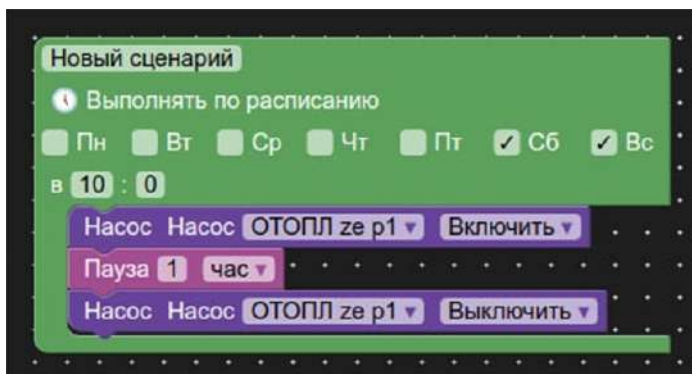 Новый сценарий
Выполнять по расписанию
Пн Вт Ср Чт Пт Сб Вс
в 10 : 0
Насос Насос ОТОПЛ ze p1 Включить
Пауза 1 час
Насос Насос ОТОПЛ ze p1 Выключить